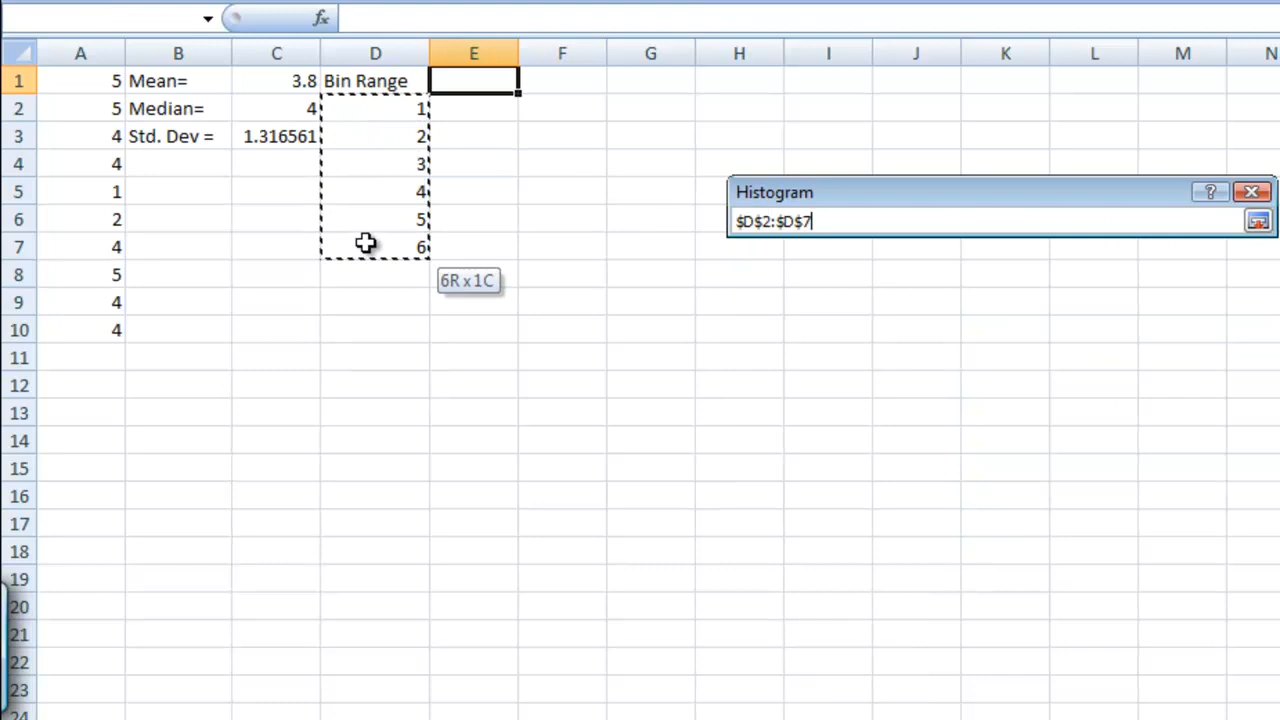 fx
A B C D E F G H I J K L M N
1 5 Mean= 3.8 Bin Range
2 5 Median= 4 1
3 4 Std. Dev = 1.316561 2
4 4 3
5 1 4
6 2 5
7 4 6
8 5
9 4
10 4
11
12
13
14
15
16
17
18
19
20
21
22
23
24
Histogram
?
$D$2:$D$7
6R x 1C